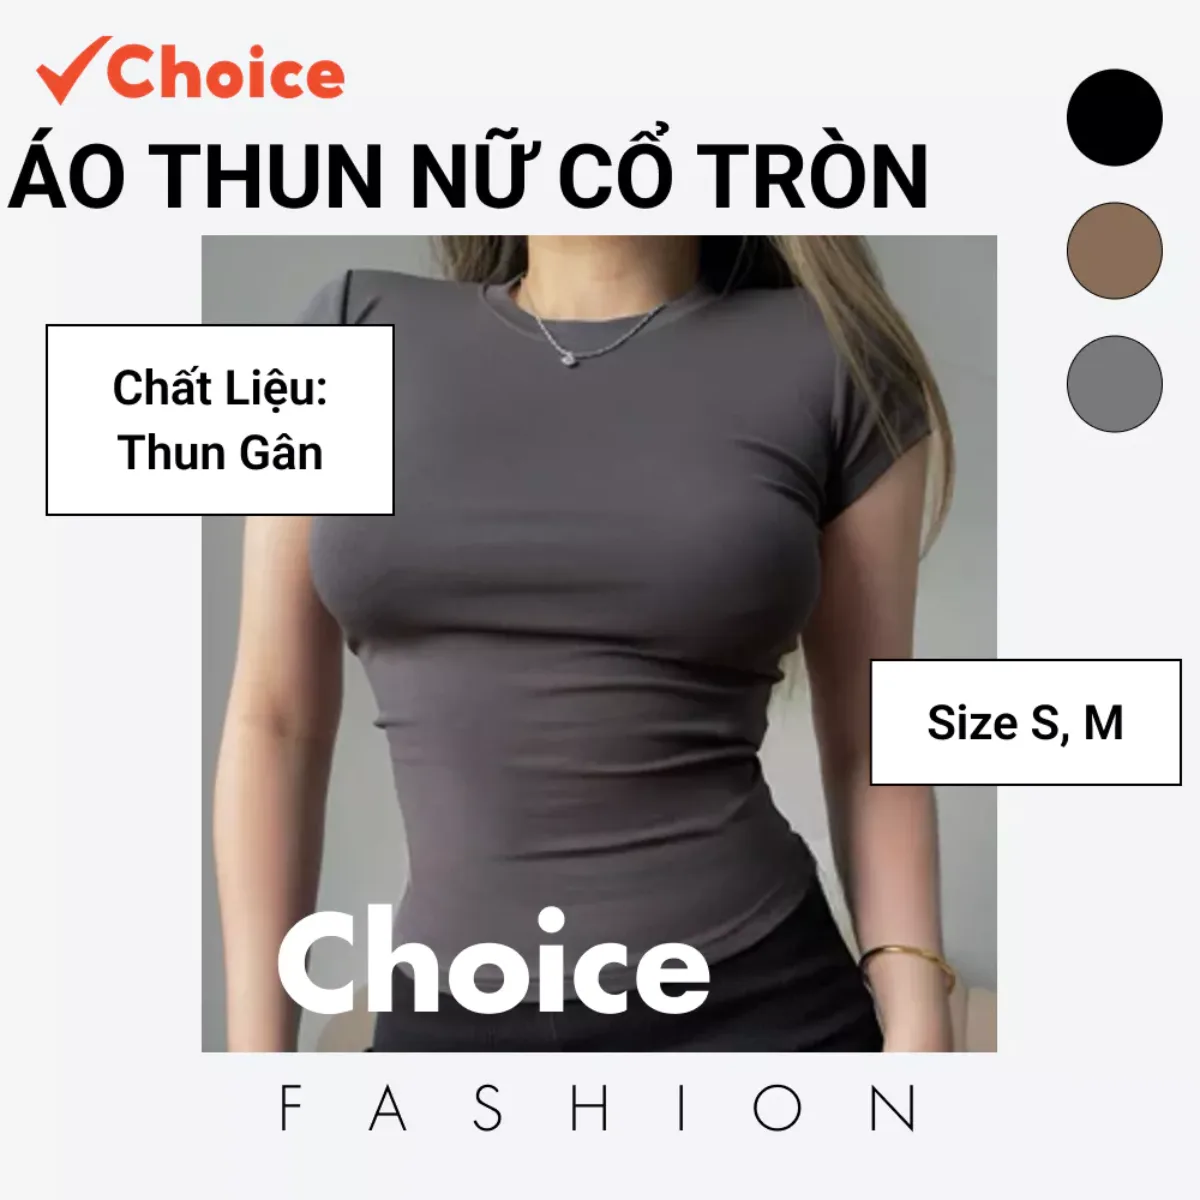 Choice
ÁO THUN NỮ CỔ TRÒN
Chất Liệu:
Thun Gân
Size S, M
Choice
FASHION